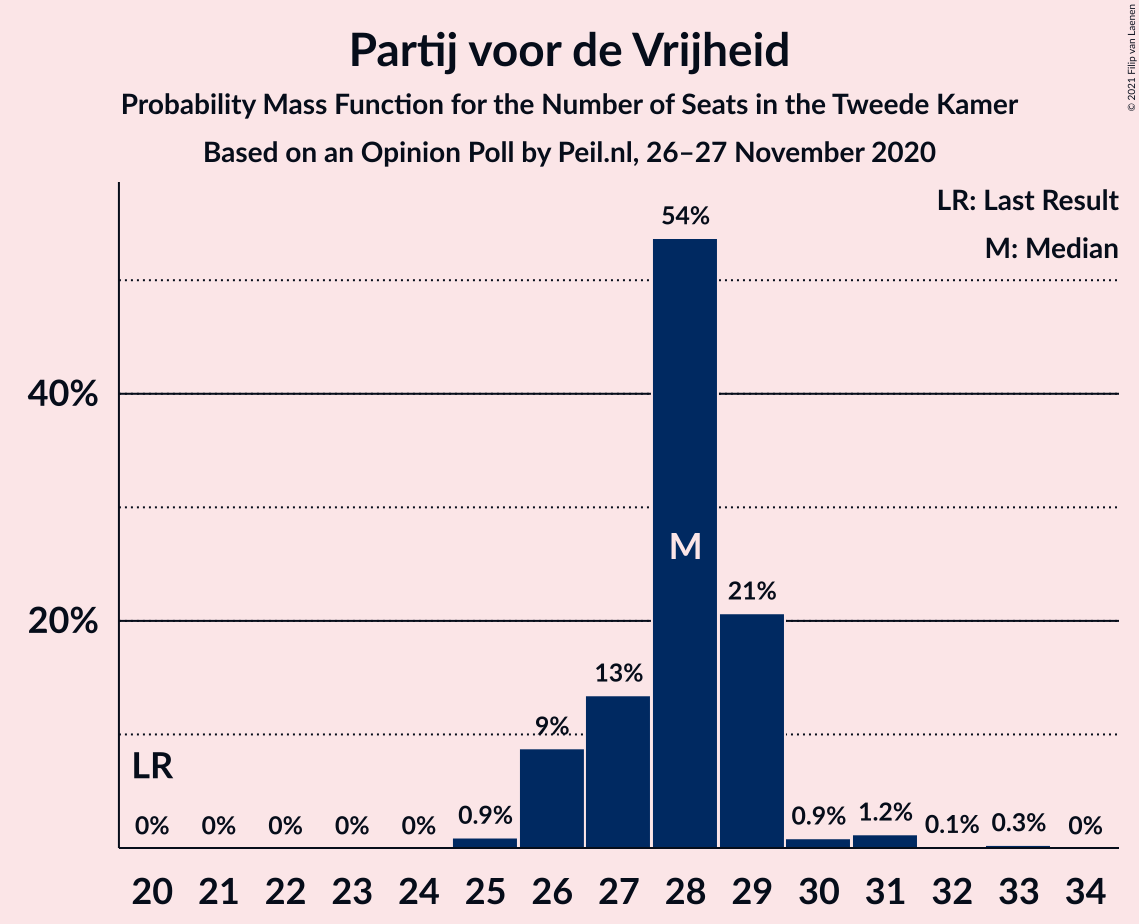 Partij voor de Vrijheid
Probability Mass Function for the Number of Seats in the Tweede Kamer
Based on an Opinion Poll by Peil.nl, 26–27 November 2020
© 2021 Filip van Laenen
LR: Last Result
M: Median
54%
40%
M
21%
20%
13%
9%
LR
0% 0% 0% 0% 0% 0.9% 0.9% 1.2% 0.1% 0.3% 0%
20 21 22 23 24 25 26 27 28 29 30 31 32 33 34